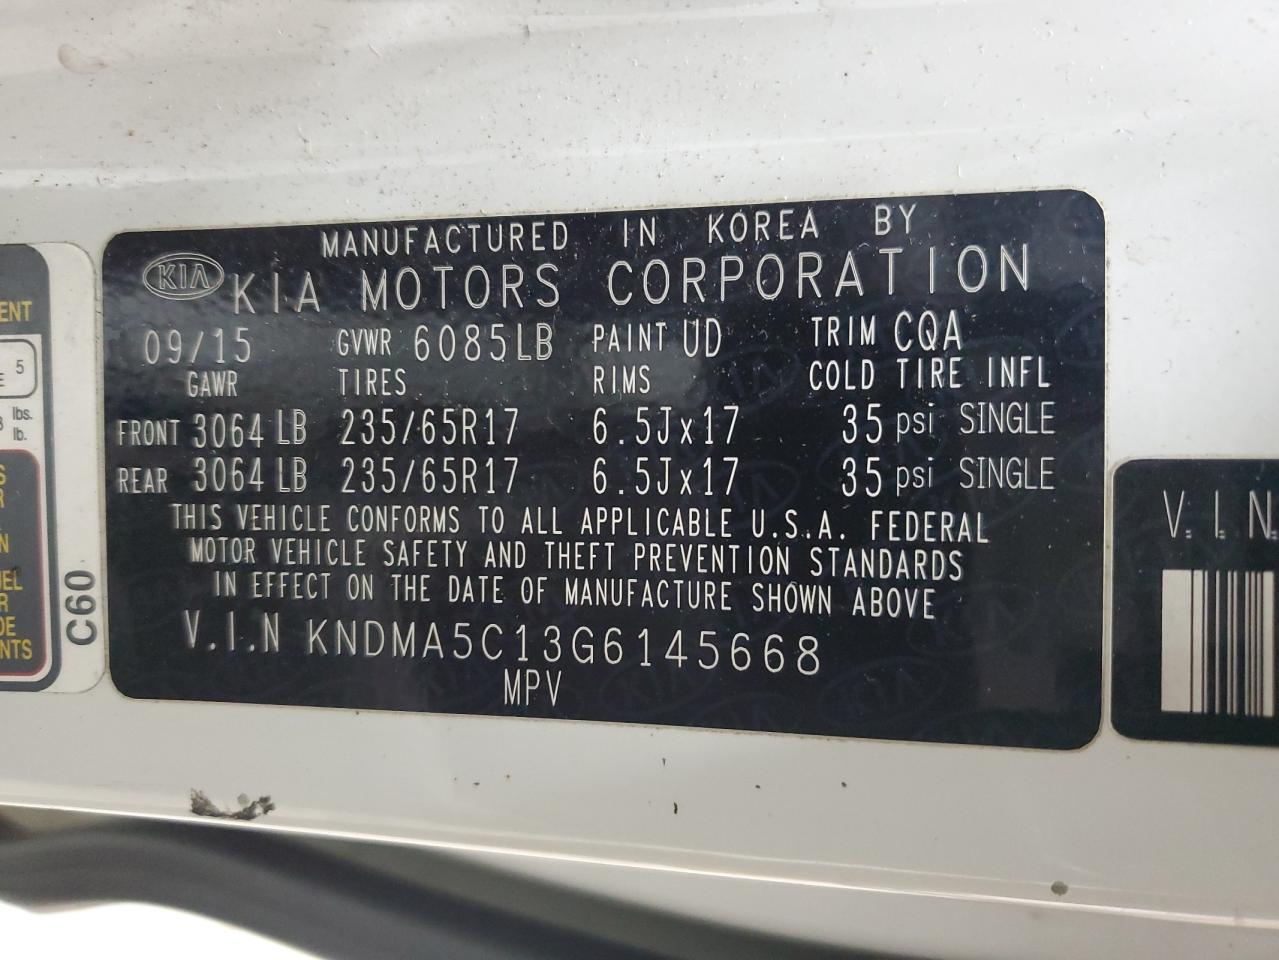 MANUFACTURED IN KOREA BY
KIA KIA MOTORS CORPORATION
09/15 GVWR 6085LB PAINT UD TRIM CQA
GAWR TIRES RIMS COLD TIRE INFL
FRONT 3064 LB 235/65R17 6.5Jx17 35 psi SINGLE
REAR 3064 LB 235/65R17 6.5Jx17 35 psi SINGLE
THIS VEHICLE CONFORMS TO ALL APPLICABLE U.S.A. FEDERAL
MOTOR VEHICLE SAFETY AND THEFT PREVENTION STANDARDS
IN EFFECT ON THE DATE OF MANUFACTURE SHOWN ABOVE
V.I.N KNDMA5C13G6145668
MPV
C60
5
lbs.
lb.
V.I.N.